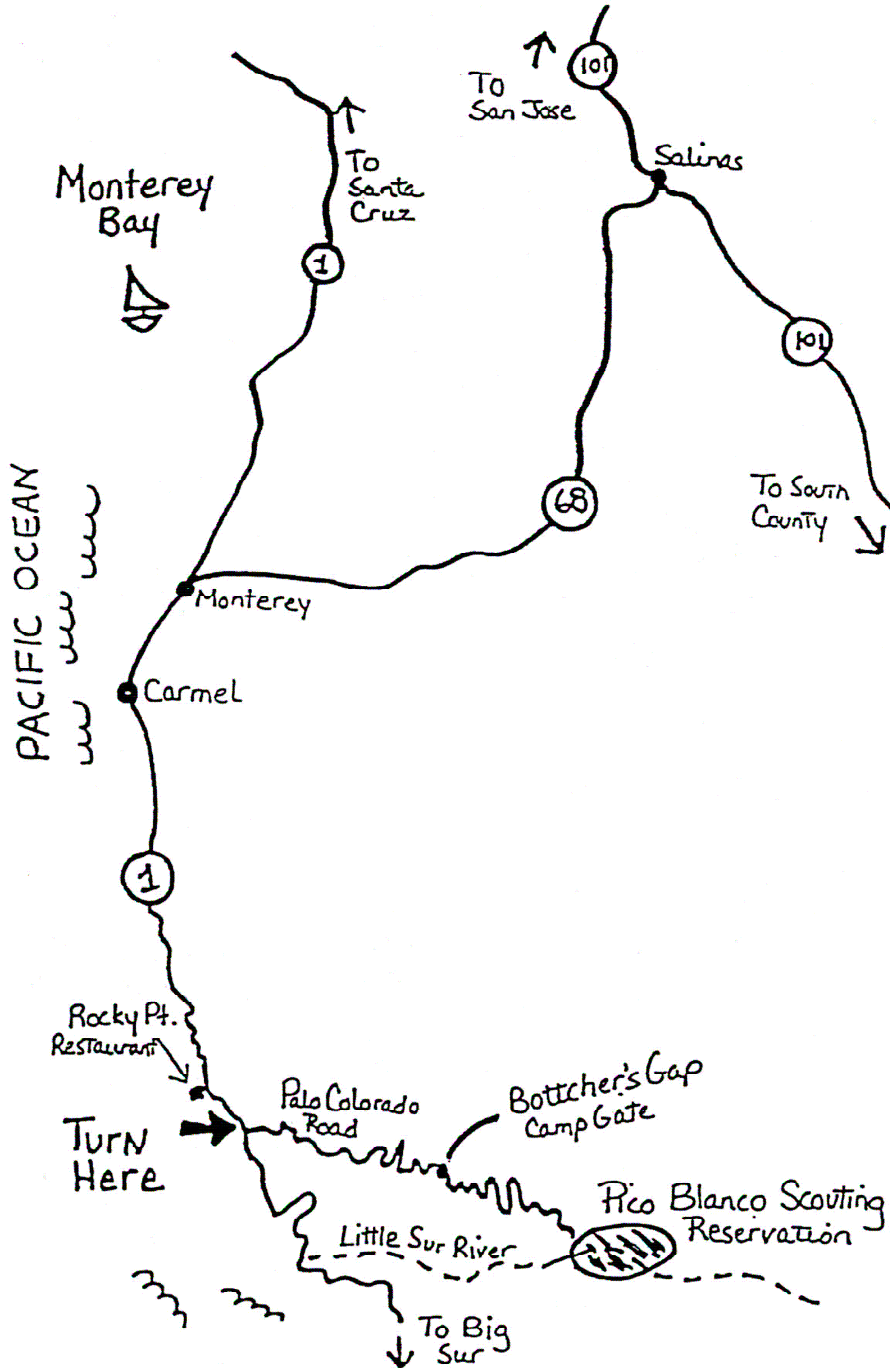 101
To
San Jose
Salinas
To
Santa
Cruz
Monterey
Bay
1
101
68
To South
County
PACIFIC OCEAN
Monterey
Carmel
1
Rocky Pt.
Restaurant
Palo Colorado
Road
Bottcher's Gap
Camp Gate
Turn
Here
Pico Blanco Scouting
Reservation
Little Sur River
To Big
Sur